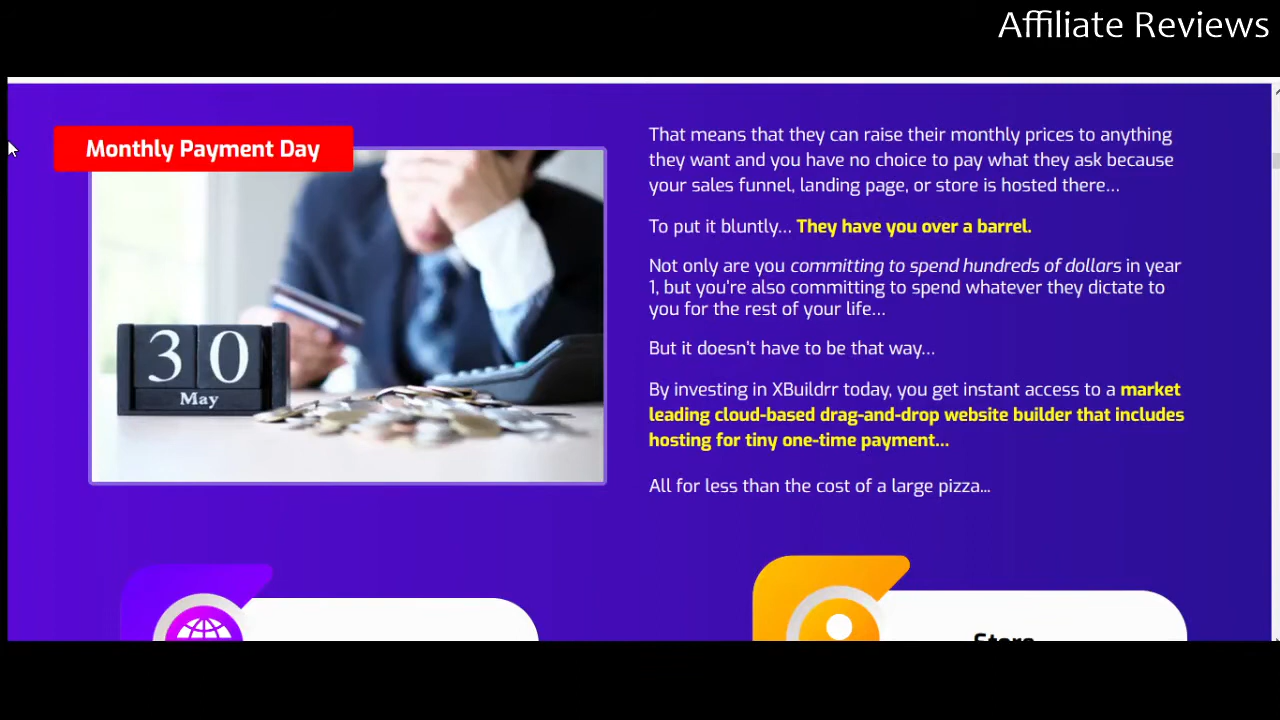 Affiliate Reviews
Monthly Payment Day
30
May
That means that they can raise their monthly prices to anything
they want and you have no choice to pay what they ask because
your sales funnel, landing page, or store is hosted there...
To put it bluntly... They have you over a barrel.
Not only are you committing to spend hundreds of dollars in year
1, but you're also committing to spend whatever they dictate to
you for the rest of your life...
But it doesn't have to be that way...
By investing in XBuildrr today, you get instant access to a market
leading cloud-based drag-and-drop website builder that includes
hosting for tiny one-time payment...
All for less than the cost of a large pizza...
Store